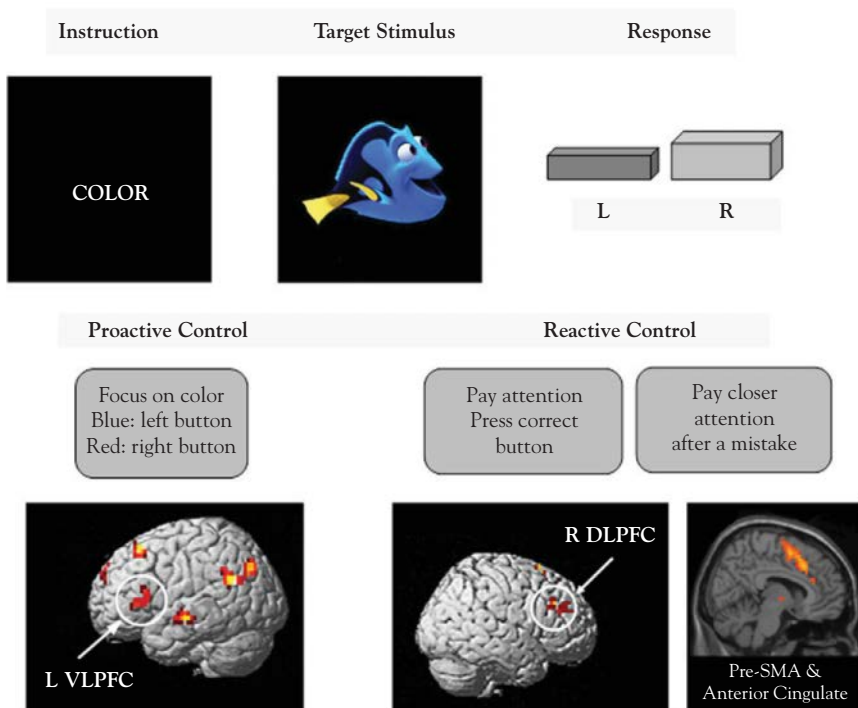 Instruction
Target Stimulus
Response
COLOR
L
R
Proactive Control
Reactive Control
Focus on color
Blue: left button
Red: right button
Pay attention
Press correct
button
Pay closer
attention
after a mistake
L VLPFC
R DLPFC
Pre-SMA &
Anterior Cingulate